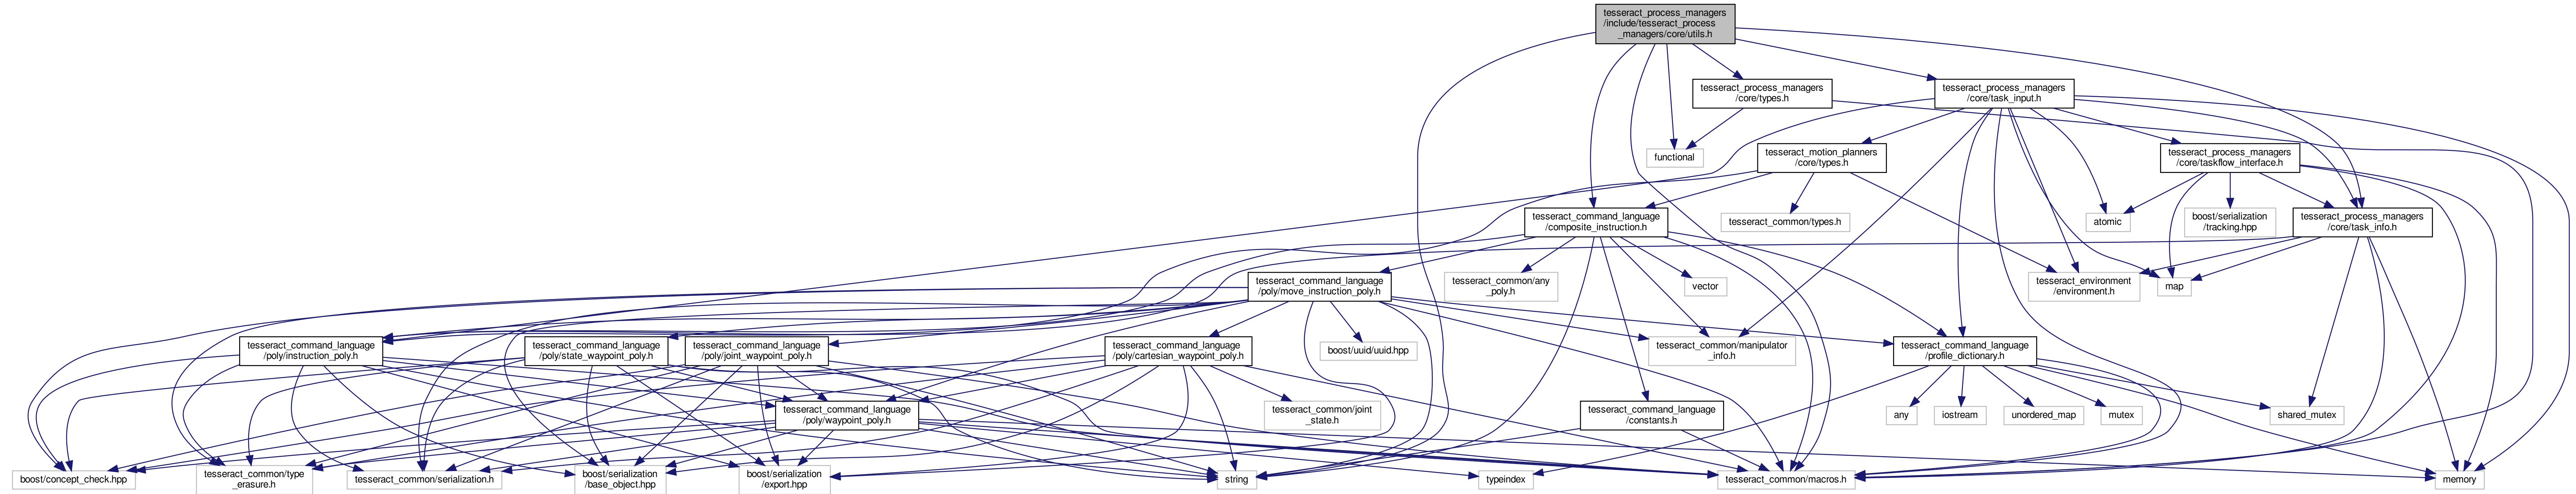 tesseract_process_managers
/include/tesseract_process
_managers/core/utils.h
tesseract_process_managers
/core/types.h
tesseract_process_managers
/core/task_input.h
functional
tesseract_motion_planners
/core/types.h
tesseract_process_managers
/core/taskflow_interface.h
tesseract_command_language
/composite_instruction.h
tesseract_common/types.h
atomic
boost/serialization
/tracking.hpp
tesseract_process_managers
/core/task_info.h
tesseract_command_language
/poly/move_instruction_poly.h
tesseract_common/any
_poly.h
vector
tesseract_environment
/environment.h
map
tesseract_command_language
/poly/instruction_poly.h
tesseract_command_language
/poly/state_waypoint_poly.h
tesseract_command_language
/poly/joint_waypoint_poly.h
tesseract_command_language
/poly/cartesian_waypoint_poly.h
boost/uuid/uuid.hpp
tesseract_common/manipulator
_info.h
tesseract_command_language
/profile_dictionary.h
tesseract_command_language
/poly/waypoint_poly.h
tesseract_common/joint
_state.h
tesseract_command_language
/constants.h
any
iostream
unordered_map
mutex
shared_mutex
boost/concept_check.hpp
tesseract_common/type
_erasure.h
tesseract_common/serialization.h
boost/serialization
/base_object.hpp
boost/serialization
/export.hpp
string
typeindex
tesseract_common/macros.h
memory